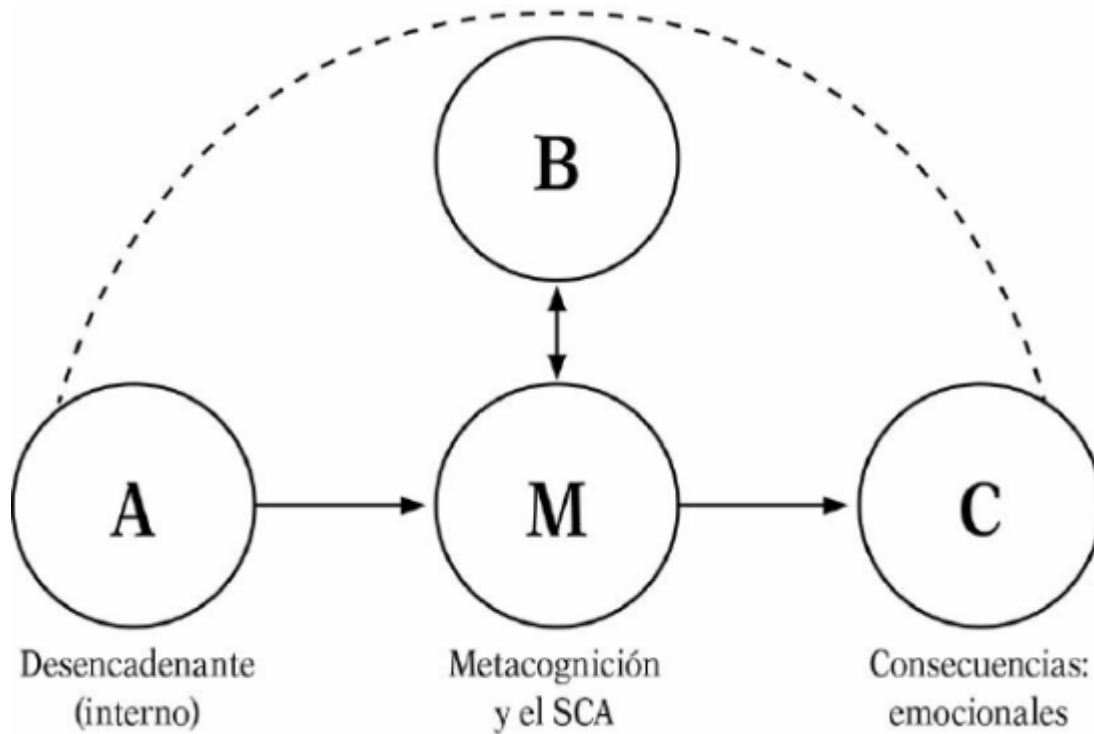 B
A
M
C
Desencadenante
(interno)
Metacognición
y el SCA
Consecuencias:
emocionales